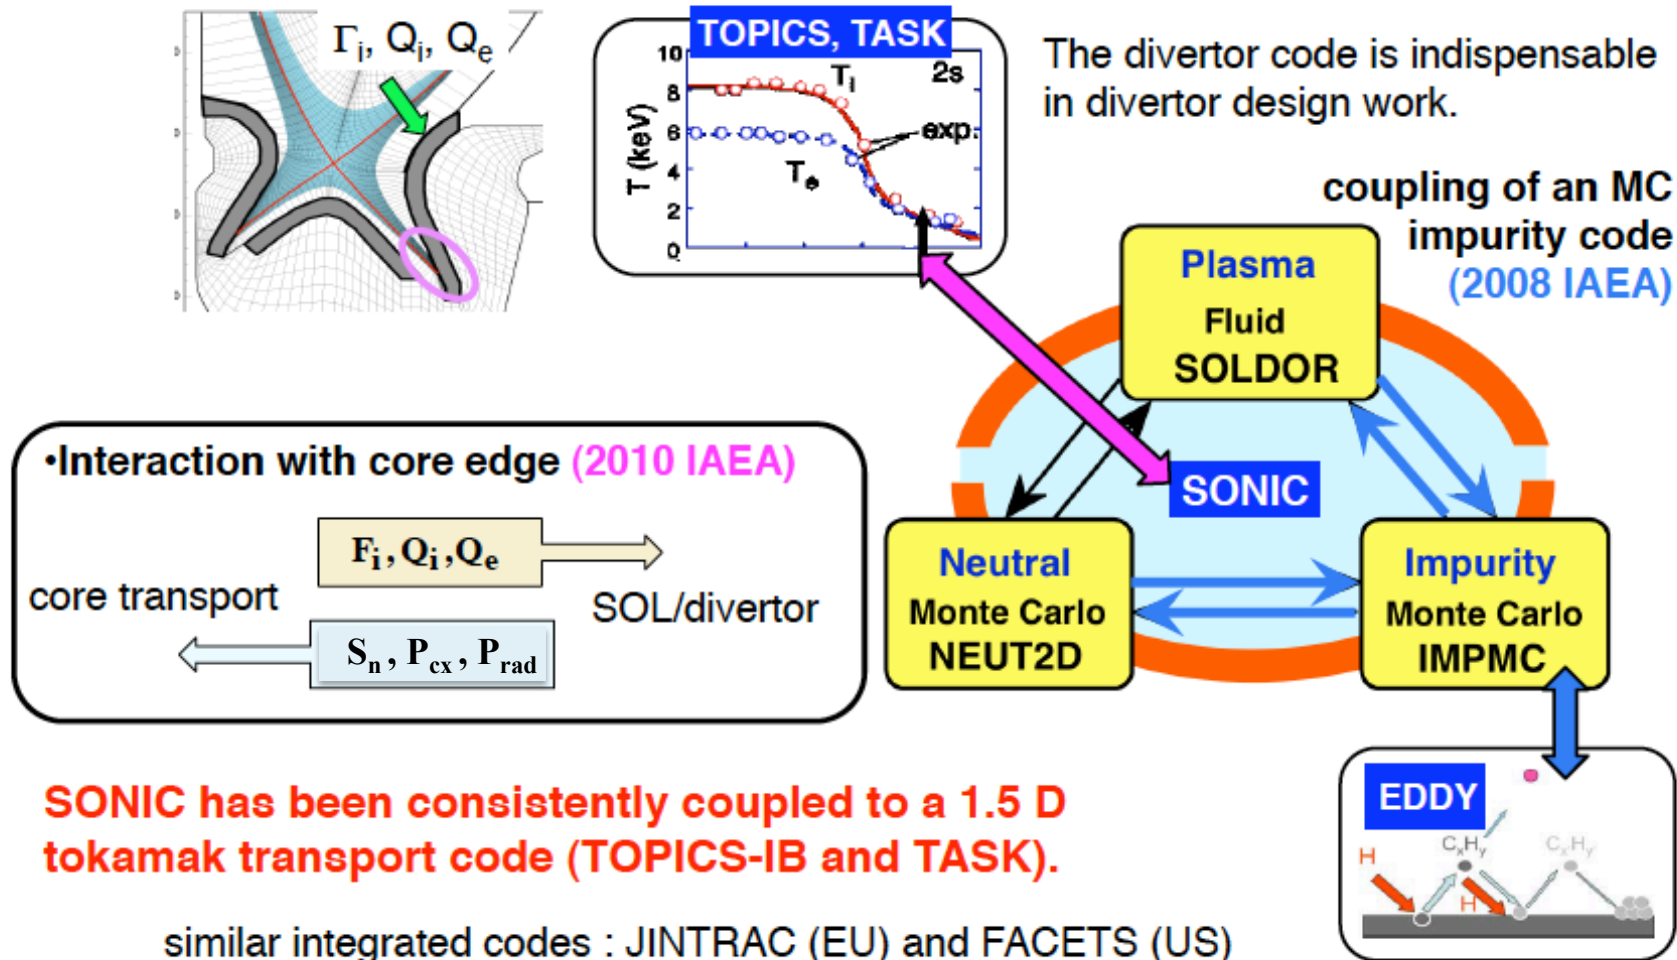 Γi, Qi, Qe
TOPICS, TASK
10
8
6
4
2
0
T (keV)
Ti
Te
2s
exp.
The divertor code is indispensable
in divertor design work.
coupling of an MC
impurity code
(2008 IAEA)
Plasma
Fluid
SOLDOR
SONIC
Neutral
Monte Carlo
NEUT2D
Impurity
Monte Carlo
IMPMC
•Interaction with core edge (2010 IAEA)
Fi, Qi, Qe
core transport
SOL/divertor
Sn, Pcx, Prad
EDDY
CxHy
CxHy
H
H
SONIC has been consistently coupled to a 1.5 D
tokamak transport code (TOPICS-IB and TASK).
similar integrated codes : JINTRAC (EU) and FACETS (US)